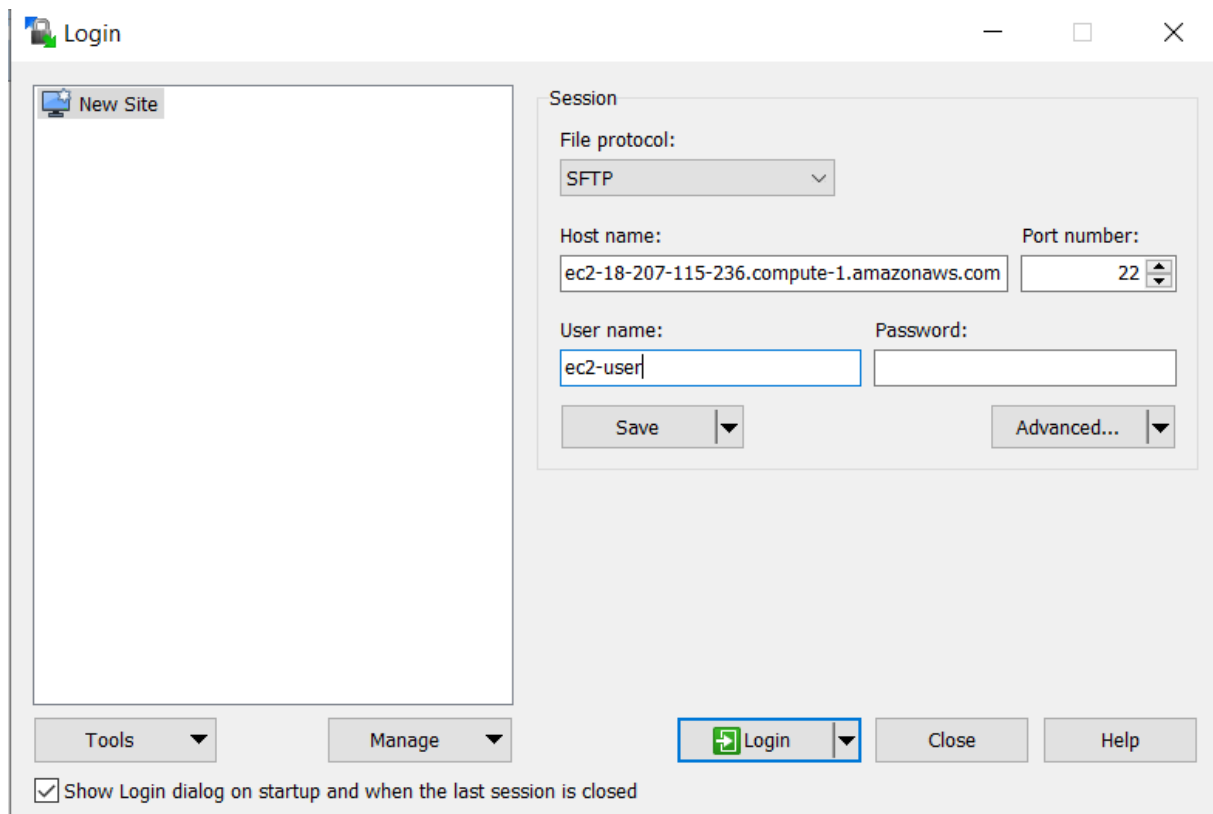 Login
New Site
Session
File protocol:
SFTP
Host name:
Port number:
ec2-18-207-115-236.compute-1.amazonaws.com
22
User name:
Password:
ec2-user
Save
Advanced...
Tools
Manage
Login
Close
Help
Show Login dialog on startup and when the last session is closed